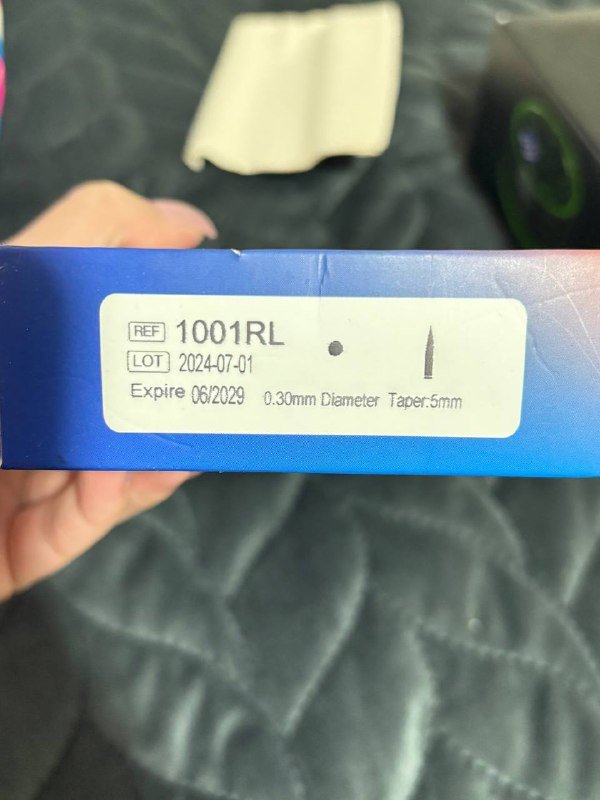 REF 1001RL
LOT 2024-07-01
Expire 06/2029 0.30mm Diameter Taper:5mm